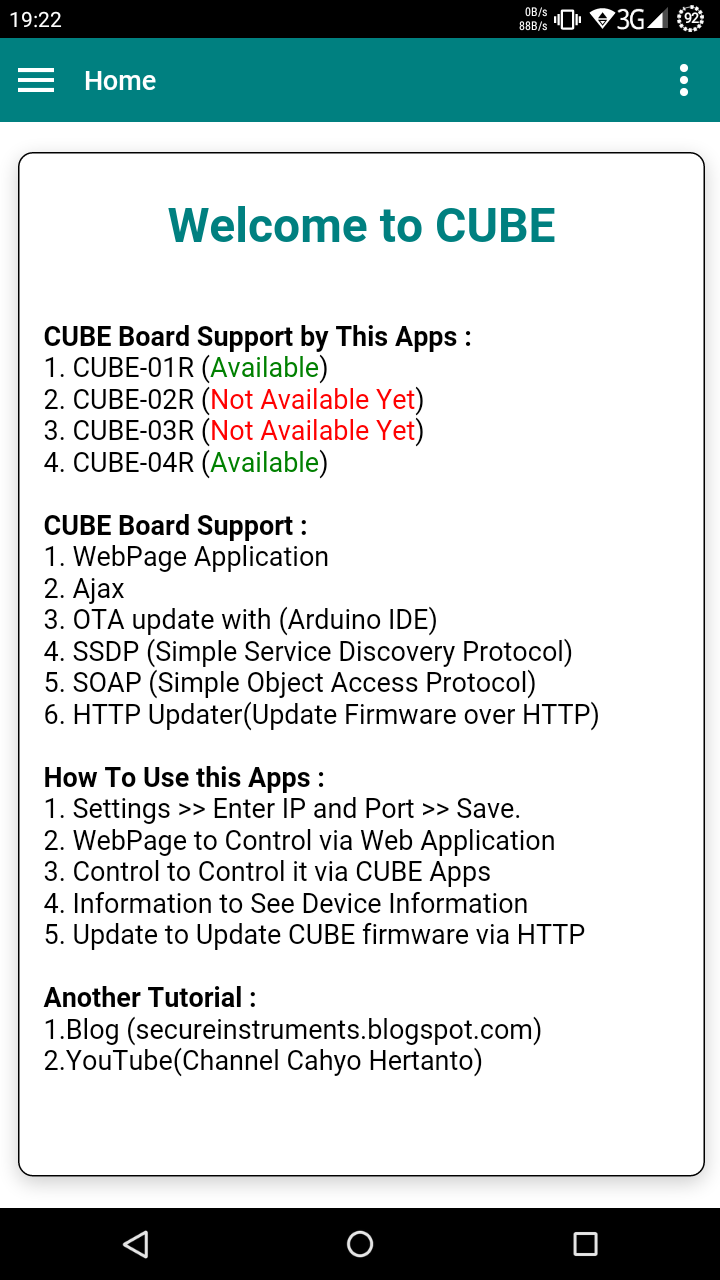 19:22
0B/s
88B/s
3G
92
Home
Welcome to CUBE
CUBE Board Support by This Apps :
1. CUBE-01R (Available)
2. CUBE-02R (Not Available Yet)
3. CUBE-03R (Not Available Yet)
4. CUBE-04R (Available)
CUBE Board Support :
1. WebPage Application
2. Ajax
3. OTA update with (Arduino IDE)
4. SSDP (Simple Service Discovery Protocol)
5. SOAP (Simple Object Access Protocol)
6. HTTP Updater(Update Firmware over HTTP)
How To Use this Apps :
1. Settings >> Enter IP and Port >> Save.
2. WebPage to Control via Web Application
3. Control to Control it via CUBE Apps
4. Information to See Device Information
5. Update to Update CUBE firmware via HTTP
Another Tutorial :
1.Blog (secureinstruments.blogspot.com)
2.YouTube(Channel Cahyo Hertanto)